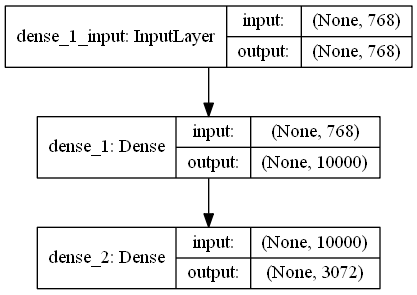 dense_1_input: InputLayer
input: (None, 768)
output: (None, 768)
dense_1: Dense
input: (None, 768)
output: (None, 10000)
dense_2: Dense
input: (None, 10000)
output: (None, 3072)